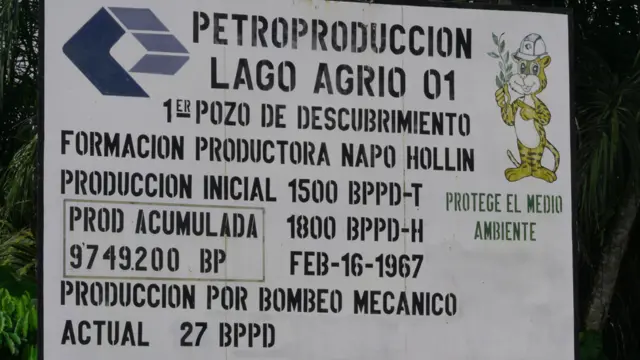 PETROPRODUCCION
LAGO AGRIO 01
1ER POZO DE DESCUBRIMIENTO
FORMACION PRODUCTORA NAPO HOLLIN
PRODUCCION INICIAL 1500 BPPD-T
PROD ACUMULADA 1800 BPPD-H
9749.200 BP FEB-16-1967
PRODUCCION POR BOMBEO MECANICO
ACTUAL 27 BPPD
PROTEGE EL MEDIO
AMBIENTE